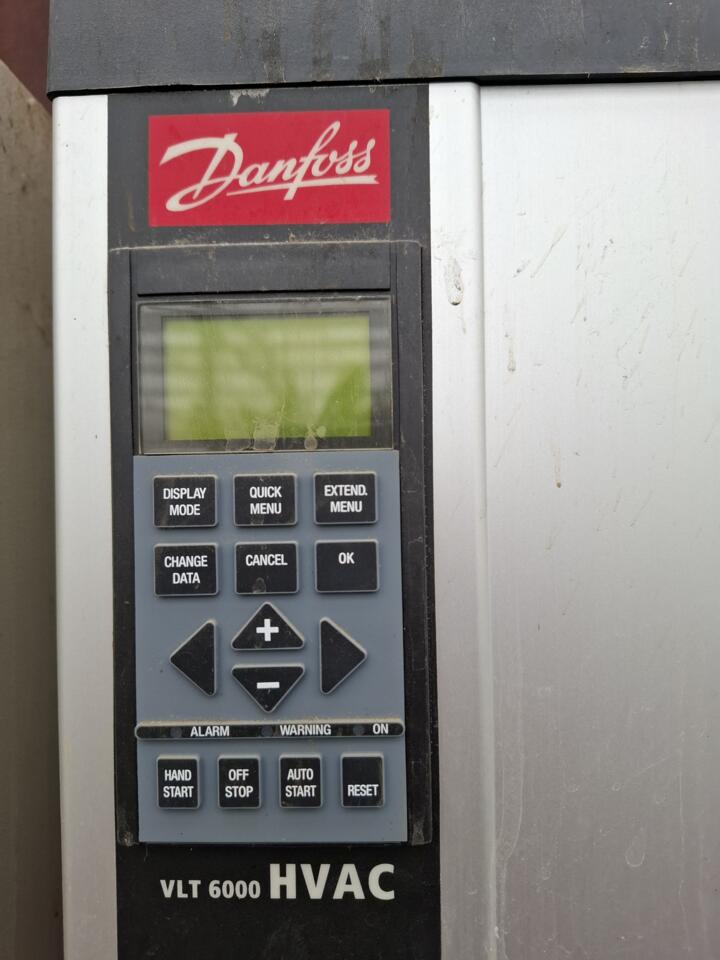 Danfoss
DISPLAY
MODE
QUICK
MENU
EXTEND.
MENU
CHANGE
DATA
CANCEL
OK
+
−
ALARM WARNING ON
HAND
START
OFF
STOP
AUTO
START
RESET
VLT 6000 HVAC